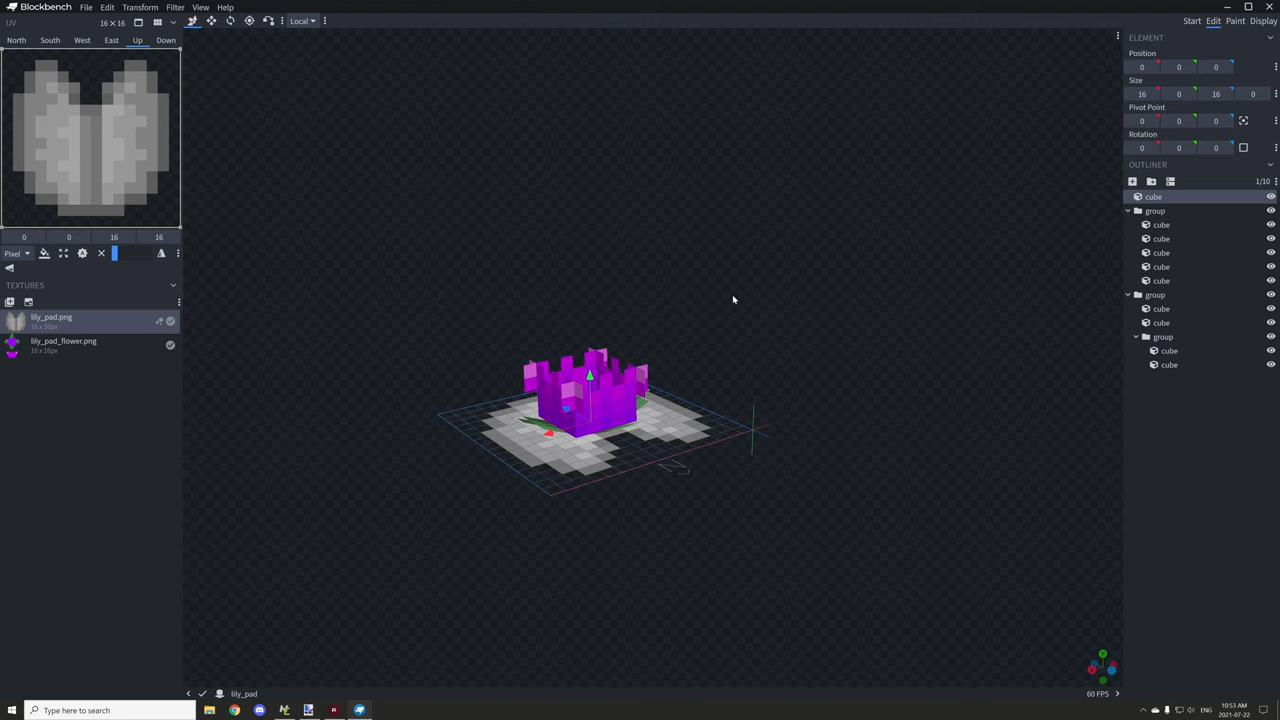 Blockbench File Edit Transform Filter View Help
UV 16 × 16 Local Start Edit Paint Display
North South West East Up Down
0 0 16 16
Pixel
TEXTURES
lily_pad.png
16 x 16px
lily_pad_flower.png
16 x 16px
ELEMENT
Position
0 0 0
Size
16 0 16 0
Pivot Point
0 0 0
Rotation
0 0 0
OUTLINER
1/10
cube
group
cube
cube
cube
cube
cube
group
cube
cube
group
cube
cube
N
Y
lily_pad
60 FPS
Type here to search
ENG
10:53 AM
2021-07-22